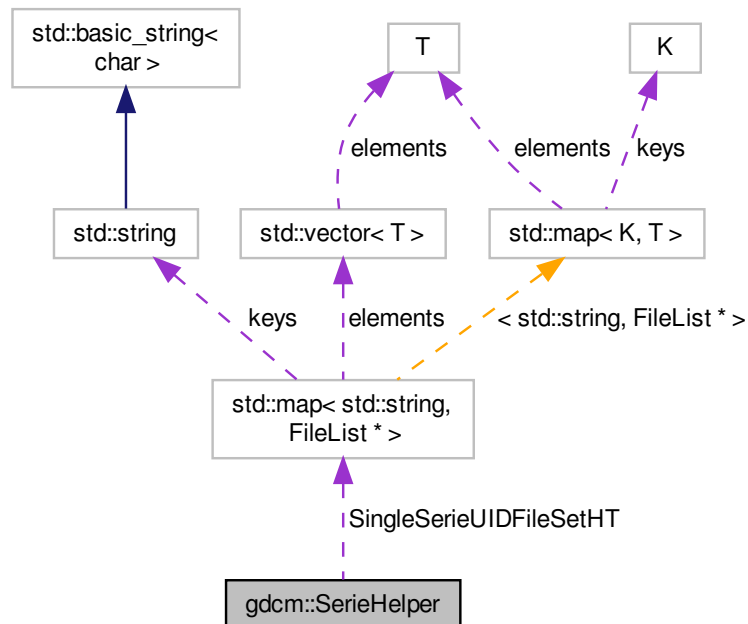 std::basic_string<
char >
T
K
elements
elements
keys
std::string
std::vector< T >
std::map< K, T >
keys
elements
< std::string, FileList * >
std::map< std::string,
FileList * >
SingleSerieUIDFileSetHT
gdcm::SerieHelper